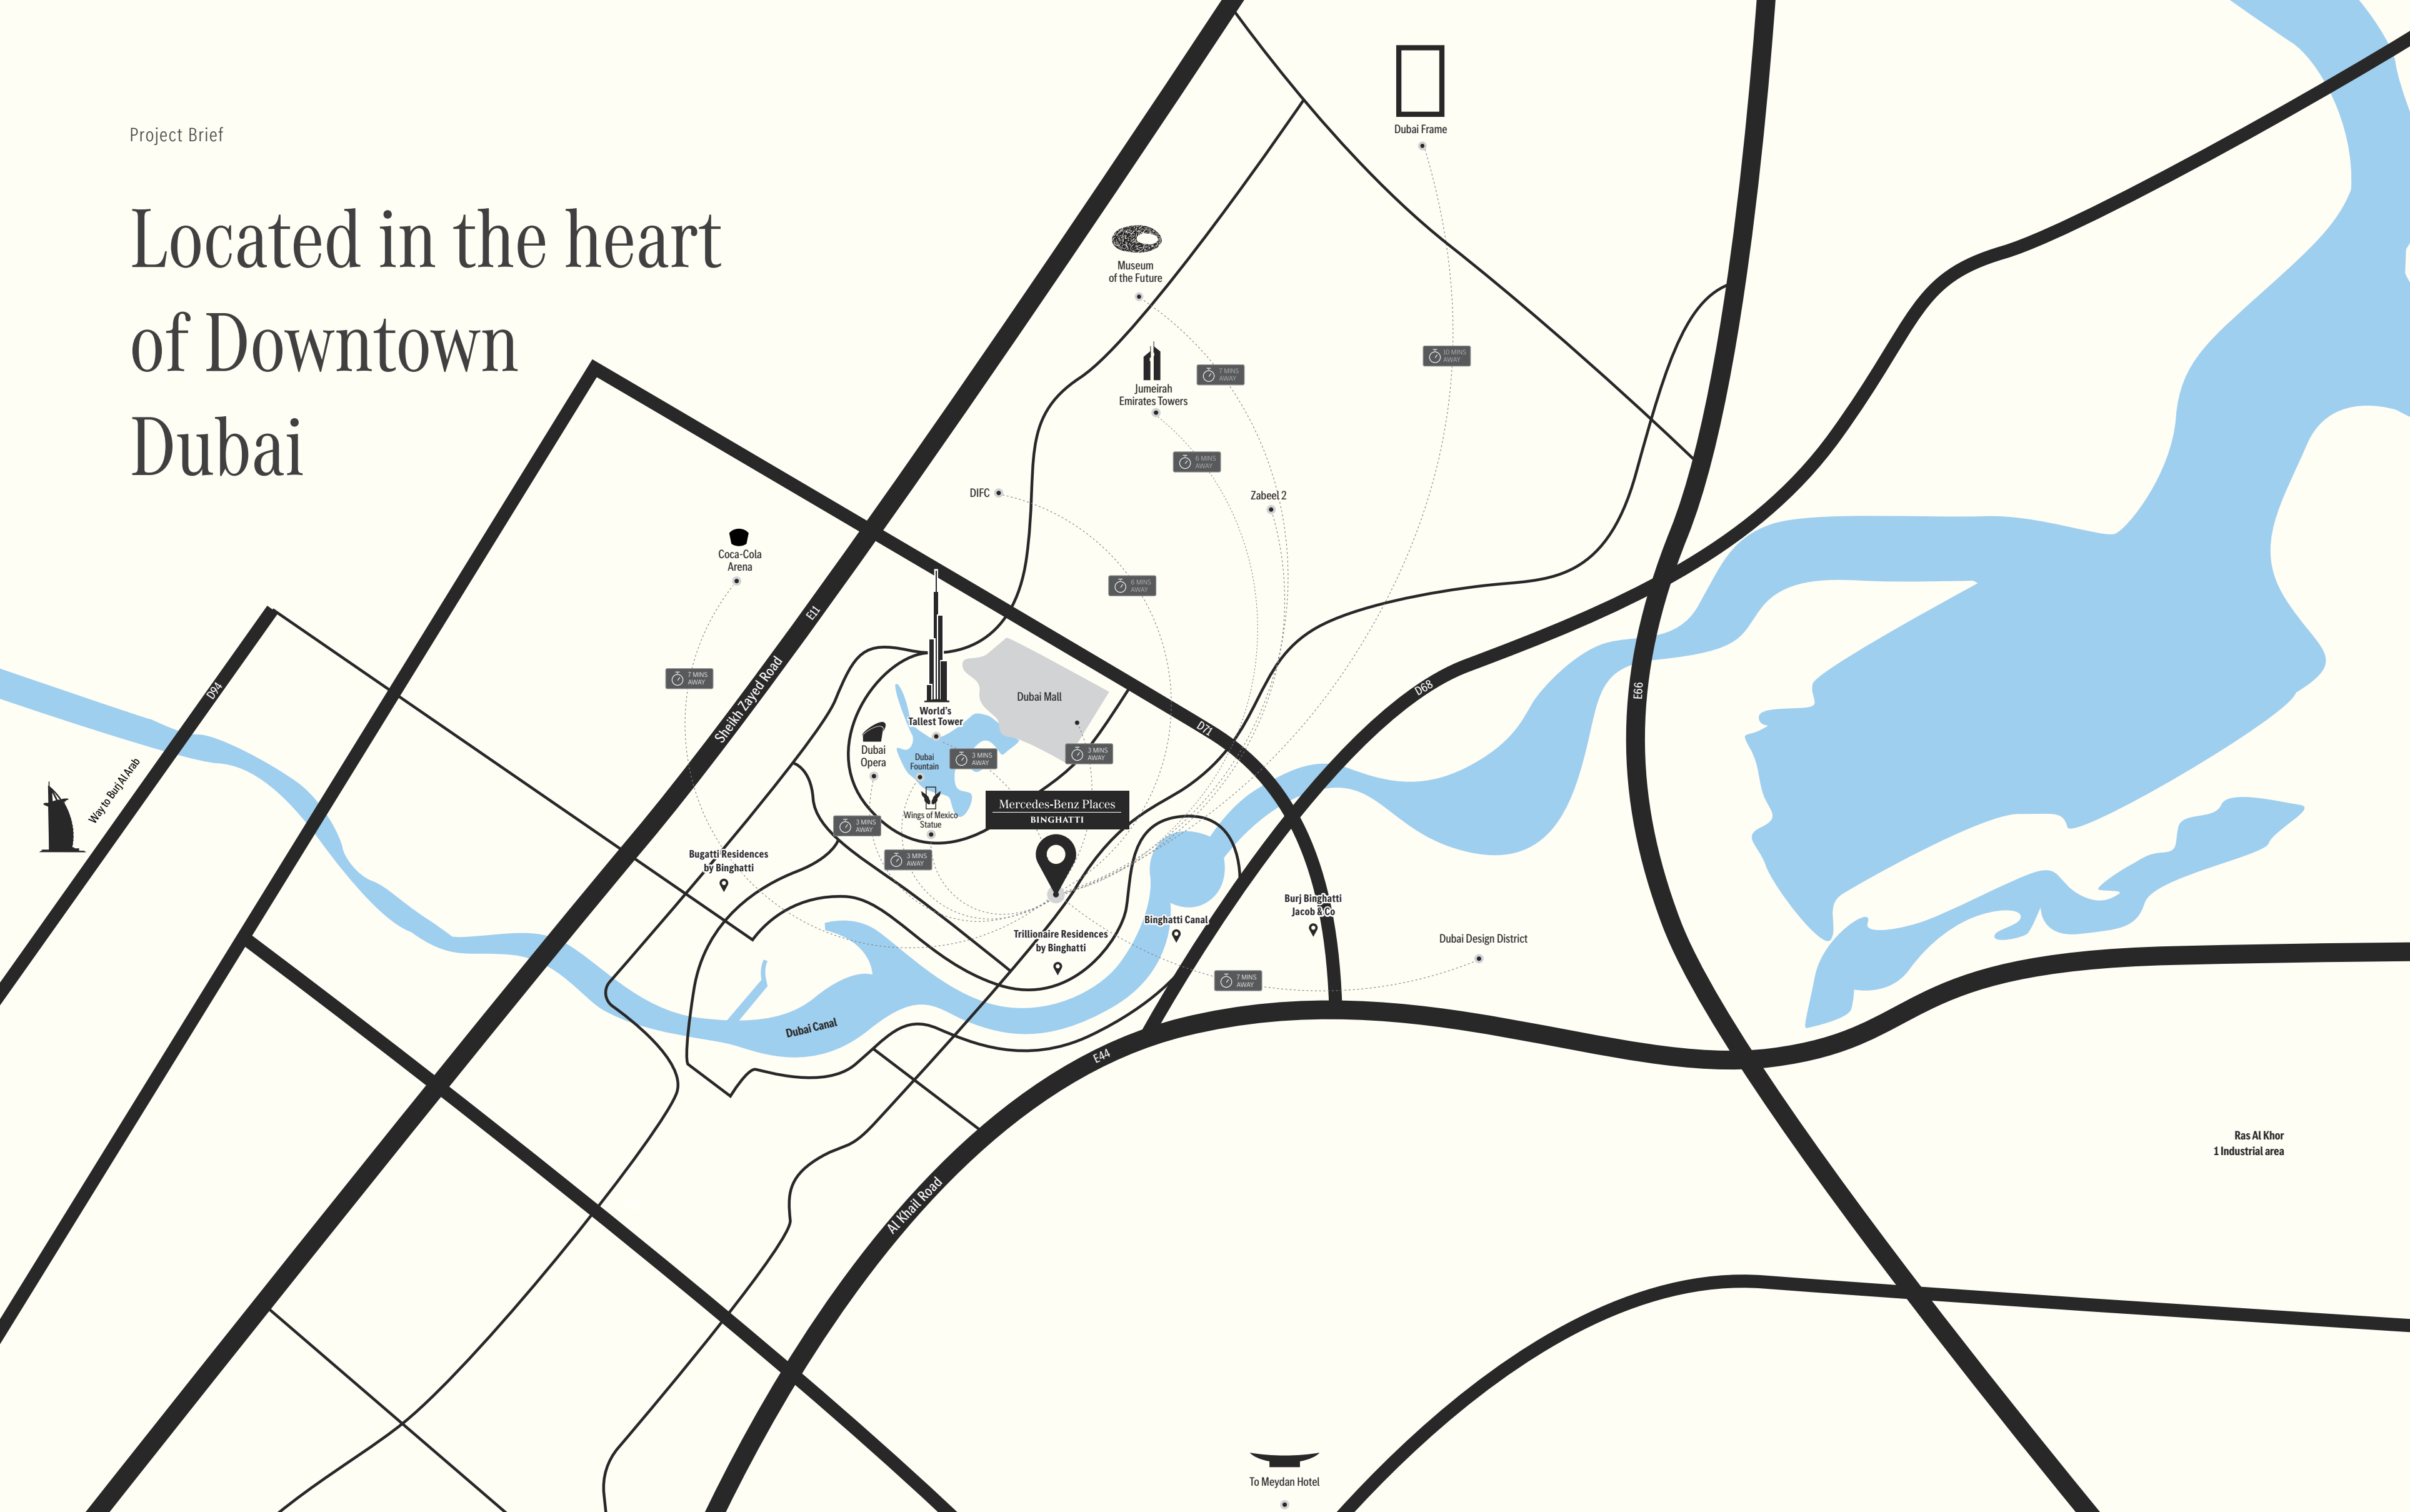 Project Brief
Located in the heart
of Downtown
Dubai
Dubai Frame
Museum
of the Future
10 MINS
AWAY
7 MINS
AWAY
Jumeirah
Emirates Towers
6 MINS
AWAY
DIFC
Zabeel 2
Coca-Cola
Arena
6 MINS
AWAY
E11
7 MINS
AWAY
Sheikh Zayed Road
D94
Dubai Mall
D68
E66
World's
Tallest Tower
D71
Dubai
Opera
Dubai
Fountain
3 MINS
AWAY
3 MINS
AWAY
Way to Burj Al Arab
Mercedes-Benz Places
BINGHATTI
Wings of Mexico
Statue
3 MINS
AWAY
3 MINS
AWAY
Bugatti Residences
by Binghatti
Burj Binghatti
Jacob & Co
Binghatti Canal
Trillionaire Residences
by Binghatti
Dubai Design District
7 MINS
AWAY
Dubai Canal
E44
Ras Al Khor
1 Industrial area
Al Khail Road
To Meydan Hotel